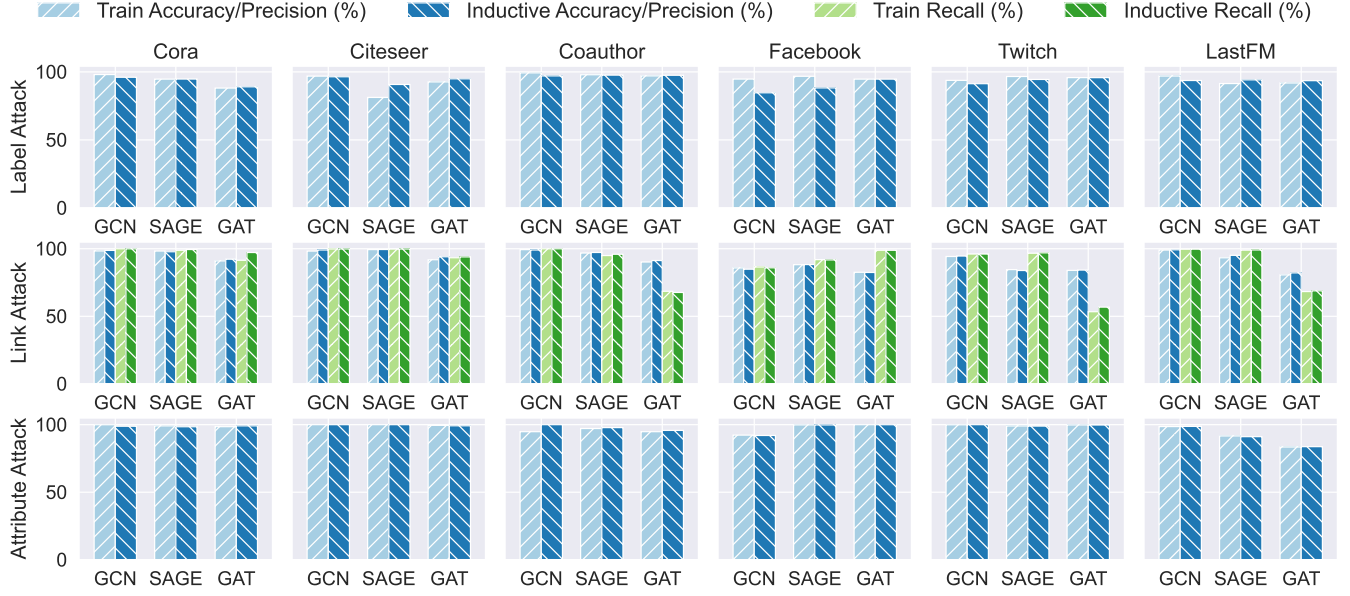 Train Accuracy/Precision (%) Inductive Accuracy/Precision (%) Train Recall (%) Inductive Recall (%)
Cora Citeseer Coauthor Facebook Twitch LastFM
Label Attack
100
50
0
GCN SAGE GAT GCN SAGE GAT GCN SAGE GAT GCN SAGE GAT GCN SAGE GAT GCN SAGE GAT
Link Attack
100
50
0
GCN SAGE GAT GCN SAGE GAT GCN SAGE GAT GCN SAGE GAT GCN SAGE GAT GCN SAGE GAT
Attribute Attack
100
50
0
GCN SAGE GAT GCN SAGE GAT GCN SAGE GAT GCN SAGE GAT GCN SAGE GAT GCN SAGE GAT